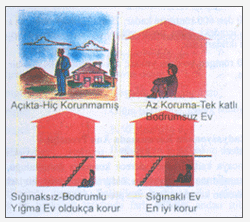 Açıkta-Hiç Korunmamış
Az Koruma-Tek katlı
Bodrumsuz Ev
Sığınaksız-Bodrumlu
Yığma Ev oldukça korur
Sığınaklı Ev
En iyi korur